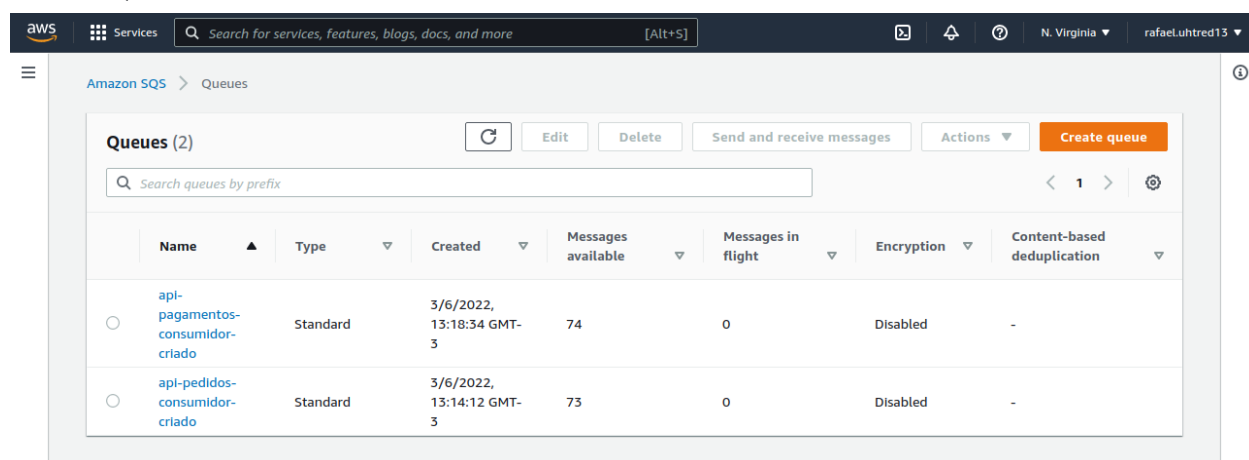 aws Services Search for services, features, blogs, docs, and more [Alt+S] N. Virginia ▼ rafael.uhtred13 ▼
Amazon SQS > Queues
Queues (2) Edit Delete Send and receive messages Actions ▼ Create queue
Search queues by prefix < 1 >
Name Type Created Messages available Messages in flight Encryption Content-based deduplication
api-pagamentos-consumidor-criado Standard 3/6/2022, 13:18:34 GMT-3 74 0 Disabled -
api-pedidos-consumidor-criado Standard 3/6/2022, 13:14:12 GMT-3 73 0 Disabled -